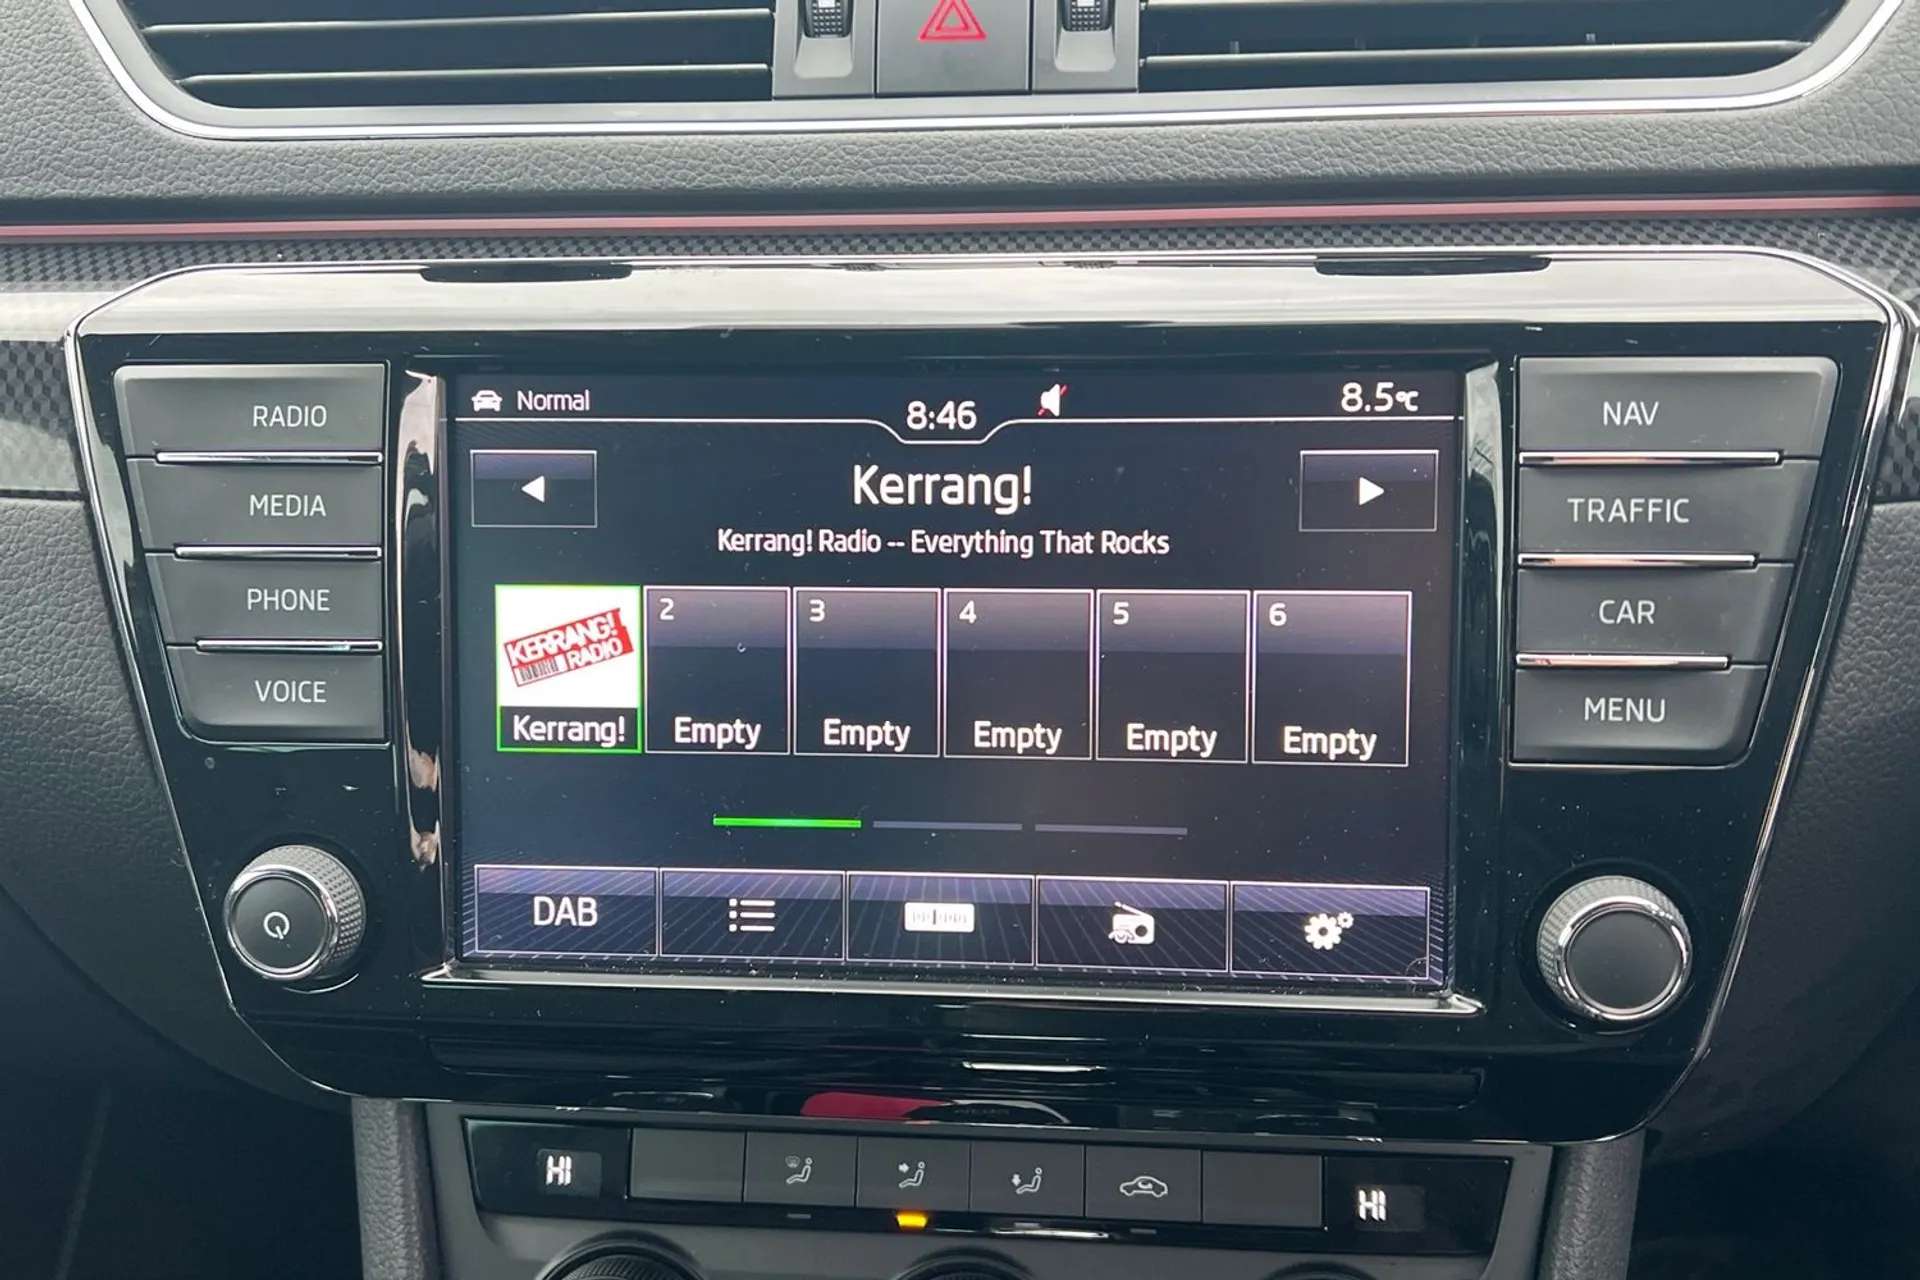 Normal
8:46
8.5°C
Kerrang!
Kerrang! Radio -- Everything That Rocks
KERRANG!
RADIO
Kerrang!
2
Empty
3
Empty
4
Empty
5
Empty
6
Empty
DAB
RADIO
MEDIA
PHONE
VOICE
NAV
TRAFFIC
CAR
MENU
HI
HI